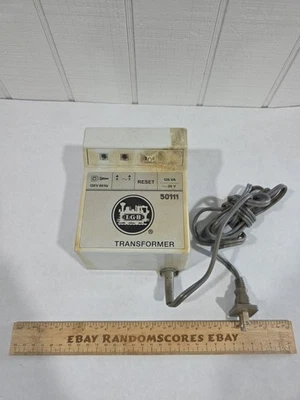 RESET
50111
LGB
®
TRANSFORMER
EBAY RANDOMSCORES EBAY